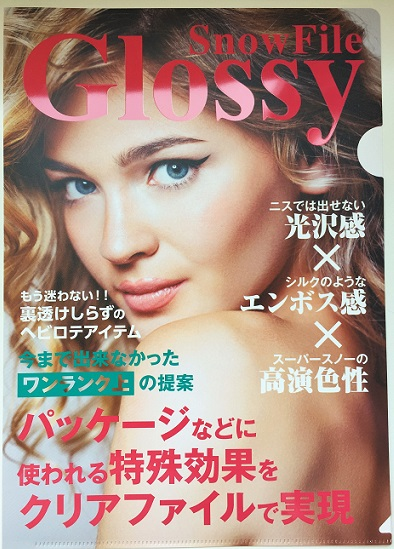 SnowFile
Glossy
ニスでは出せない
光沢感
×
シルクのような
エンボス感
×
スーパースノーの
高演色性
もう迷わない!!
裏透けしらずの
ヘビロテアイテム
今まで出来なかった
ワンランク上の提案
パッケージなどに
使われる特殊効果を
クリアファイルで実現